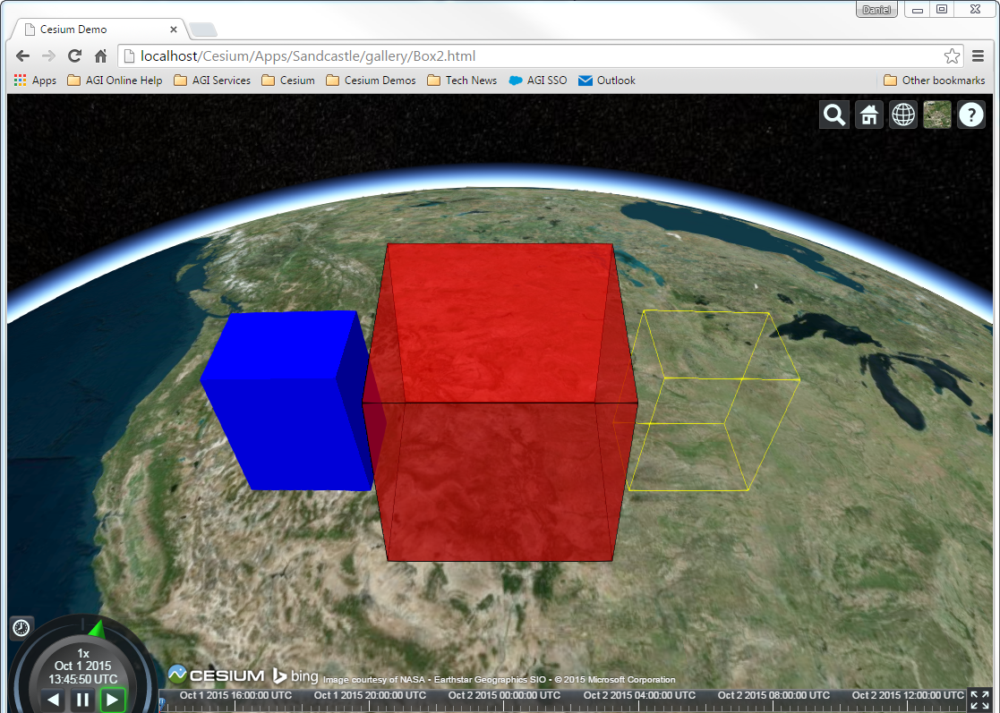 Daniel
Cesium Demo
localhost/Cesium/Apps/Sandcastle/gallery/Box2.html
Apps AGI Online Help AGI Services Cesium Cesium Demos Tech News AGI SSO Outlook Other bookmarks
?
1x
Oct 1 2015
13:45:50 UTC
CESIUM bing Image courtesy of NASA - Earthstar Geographics SIO - © 2015 Microsoft Corporation
Oct 1 2015 16:00:00 UTC Oct 1 2015 20:00:00 UTC Oct 2 2015 00:00:00 UTC Oct 2 2015 04:00:00 UTC Oct 2 2015 08:00:00 UTC Oct 2 2015 12:00:00 UTC